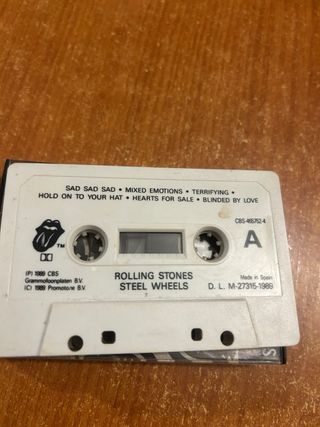 SAD SAD SAD • MIXED EMOTIONS • TERRIFYING •
HOLD ON TO YOUR HAT • HEARTS FOR SALE • BLINDED BY LOVE
CBS-465752-4
A
TM
(P) 1989 CBS
Grammofoonplaten B.V.
(C) 1989 Promotone B.V.
ROLLING STONES
STEEL WHEELS
Made in Spain
D. L. M-27315-1989
S